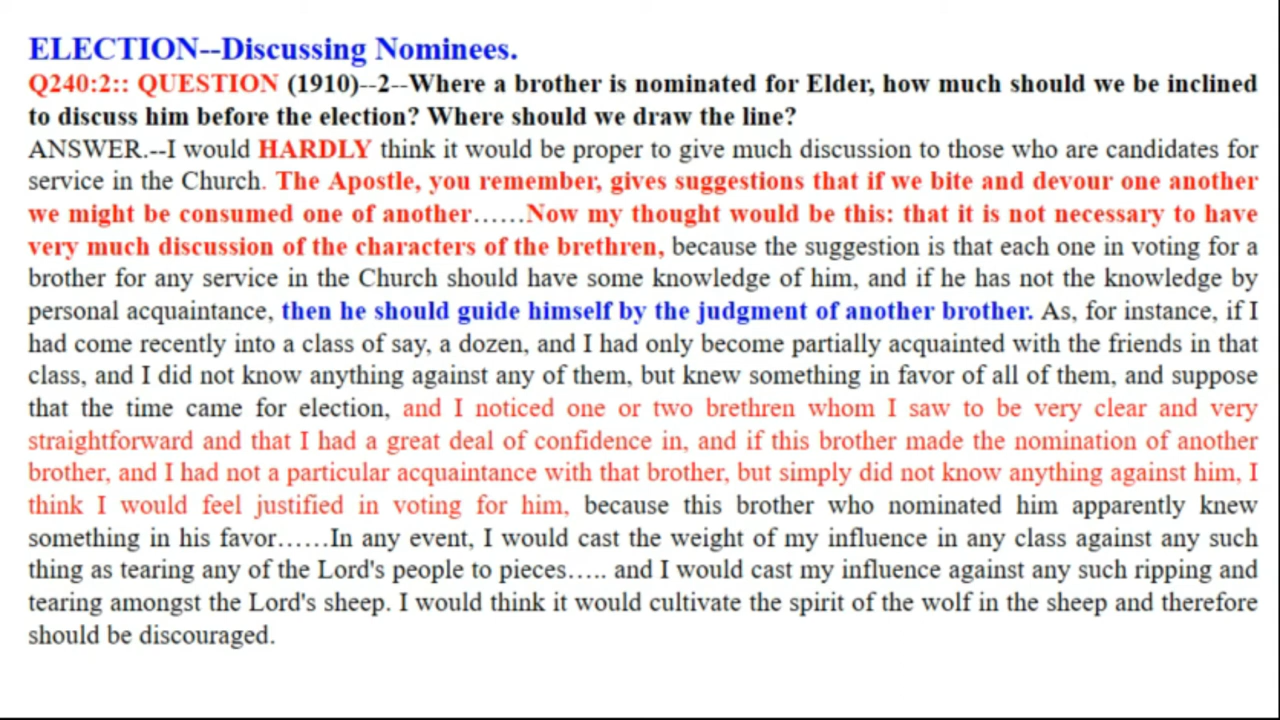 ELECTION--Discussing Nominees.
Q240:2:: QUESTION (1910)--2--Where a brother is nominated for Elder, how much should we be inclined
to discuss him before the election? Where should we draw the line?
ANSWER.--I would HARDLY think it would be proper to give much discussion to those who are candidates for
service in the Church. The Apostle, you remember, gives suggestions that if we bite and devour one another
we might be consumed one of another……Now my thought would be this: that it is not necessary to have
very much discussion of the characters of the brethren, because the suggestion is that each one in voting for a
brother for any service in the Church should have some knowledge of him, and if he has not the knowledge by
personal acquaintance, then he should guide himself by the judgment of another brother. As, for instance, if I
had come recently into a class of say, a dozen, and I had only become partially acquainted with the friends in that
class, and I did not know anything against any of them, but knew something in favor of all of them, and suppose
that the time came for election, and I noticed one or two brethren whom I saw to be very clear and very
straightforward and that I had a great deal of confidence in, and if this brother made the nomination of another
brother, and I had not a particular acquaintance with that brother, but simply did not know anything against him, I
think I would feel justified in voting for him, because this brother who nominated him apparently knew
something in his favor……In any event, I would cast the weight of my influence in any class against any such
thing as tearing any of the Lord's people to pieces….. and I would cast my influence against any such ripping and
tearing amongst the Lord's sheep. I would think it would cultivate the spirit of the wolf in the sheep and therefore
should be discouraged.